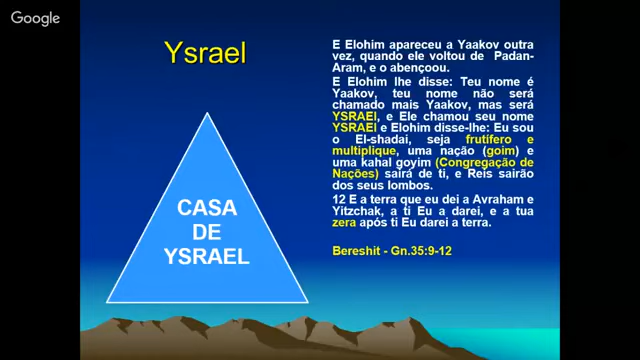 Google
Ysrael
E Elohim apareceu a Yaakov outra
vez, quando ele voltou de Padan-
Aram, e o abençoou.
E Elohim lhe disse: Teu nome é
Yaakov, teu nome não será
chamado mais Yaakov, mas será
YSRAEl, e Ele chamou seu nome
YSRAEl e Elohim disse-lhe: Eu sou
o El-shadai, seja frutífero e
multiplique, uma nação (goim) e
uma kahal goyim (Congregação de
Nações) sairá de ti, e Reis sairão
dos seus lombos.
12 E a terra que eu dei a Avraham e
Yitzchak, a ti Eu a darei, e a tua
zera após ti Eu darei a terra.
Bereshit - Gn.35:9-12
CASA
DE
YSRAEL